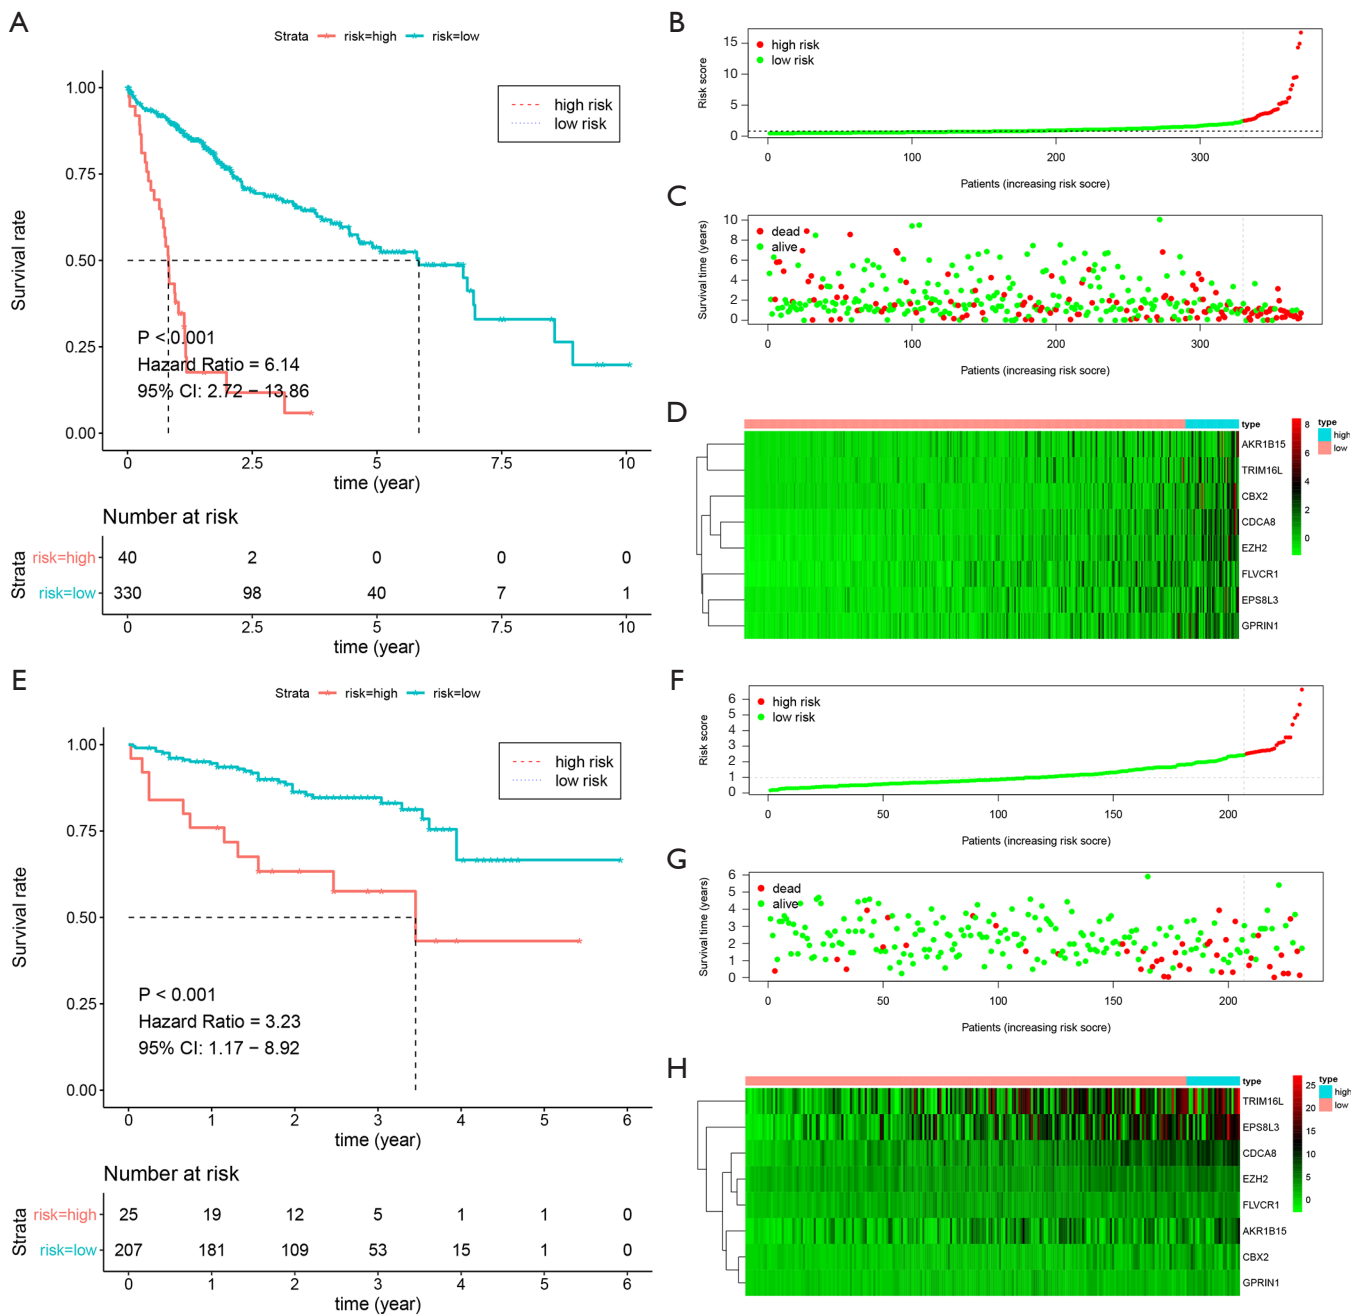 A
Strata risk=high risk=low
high risk
low risk
Survival rate
1.00
0.75
0.50
0.25
0.00
P < 0.001
Hazard Ratio = 6.14
95% CI: 2.72 − 13.86
0 2.5 5 7.5 10
time (year)
Number at risk
Strata
risk=high 40 2 0 0 0
risk=low 330 98 40 7 1
0 2.5 5 7.5 10
time (year)
B
high risk
low risk
Risk score
15
10
5
0
0 100 200 300
Patients (increasing risk socre)
C
dead
alive
Survival time (years)
10
8
6
4
2
0
0 100 200 300
Patients (increasing risk socre)
D
type
AKR1B15
TRIM16L
CBX2
CDCA8
EZH2
FLVCR1
EPS8L3
GPRIN1
8
6
4
2
0
type
high
low
E
Strata risk=high risk=low
high risk
low risk
Survival rate
1.00
0.75
0.50
0.25
0.00
P < 0.001
Hazard Ratio = 3.23
95% CI: 1.17 − 8.92
0 1 2 3 4 5 6
time (year)
Number at risk
Strata
risk=high 25 19 12 5 1 1 0
risk=low 207 181 109 53 15 1 0
0 1 2 3 4 5 6
time (year)
F
high risk
low risk
Risk score
6
5
4
3
2
1
0
0 50 100 150 200
Patients (increasing risk socre)
G
dead
alive
Survival time (years)
6
5
4
3
2
1
0
0 50 100 150 200
Patients (increasing risk socre)
H
type
TRIM16L
EPS8L3
CDCA8
EZH2
FLVCR1
AKR1B15
CBX2
GPRIN1
25
20
15
10
5
0
type
high
low